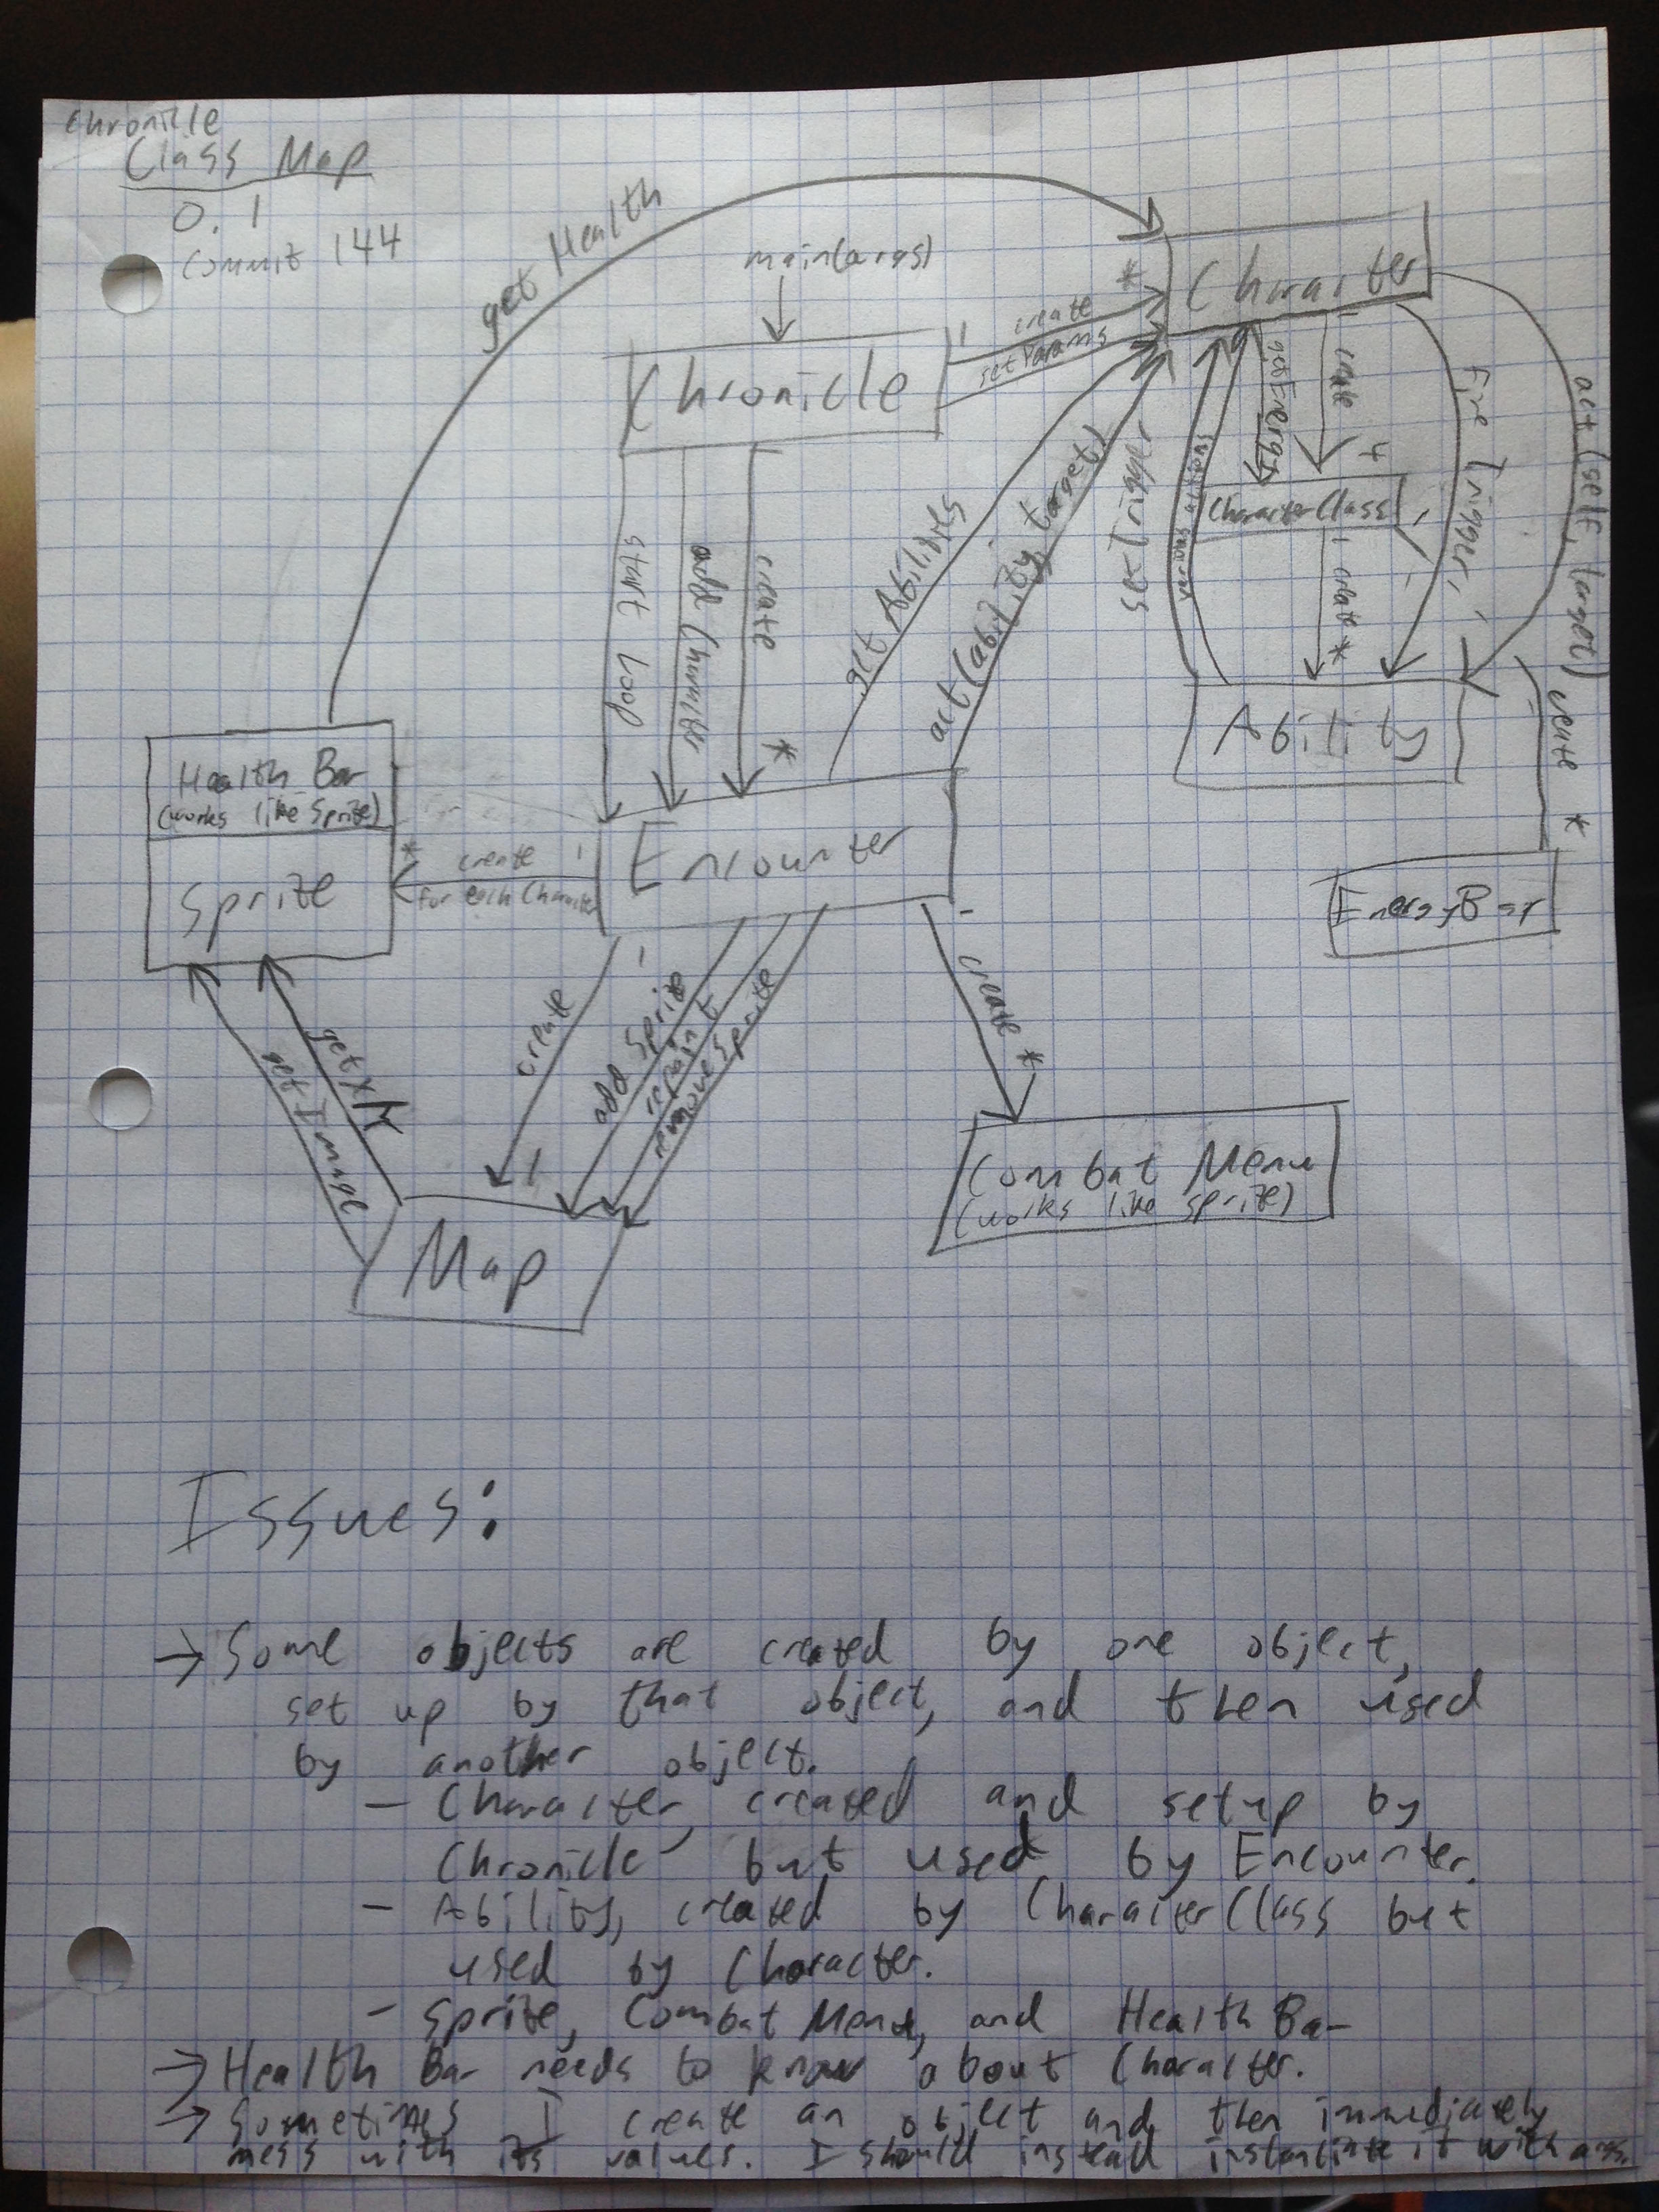 Chronicle
Class Map
0.1
Commit 144
get Health
main(args)
Chronicle
1
create
*
setParams
Character
start Loop
add Character
create
*
get Abilities
act(ability, target)
setTrigger
various actions
getEnergy
1
create
CharacterClass
1
create
*
Fire Trigger
act(self, target)
create
*
Ability
EnergyBar
Health Bar
(works like Sprite)
Sprite
*
create
1
for each Character
Encounter
1
create
1
add Sprite
repaint
remove Sprite
1
create
*
get X/Y
get Image
Map
Combat Menu
(works like sprite)
Issues:
→ Some objects are created by one object,
set up by that object, and then used
by another object.
- Character, created and setup by
Chronicle but used by Encounter.
- Ability, created by CharacterClass but
used by Character.
- Sprite, Combat Menu, and Health Bar
→ Health Bar needs to know about Character.
→ Sometimes I create an object and then immediately
mess with its values. I should instead instantiate it with args.